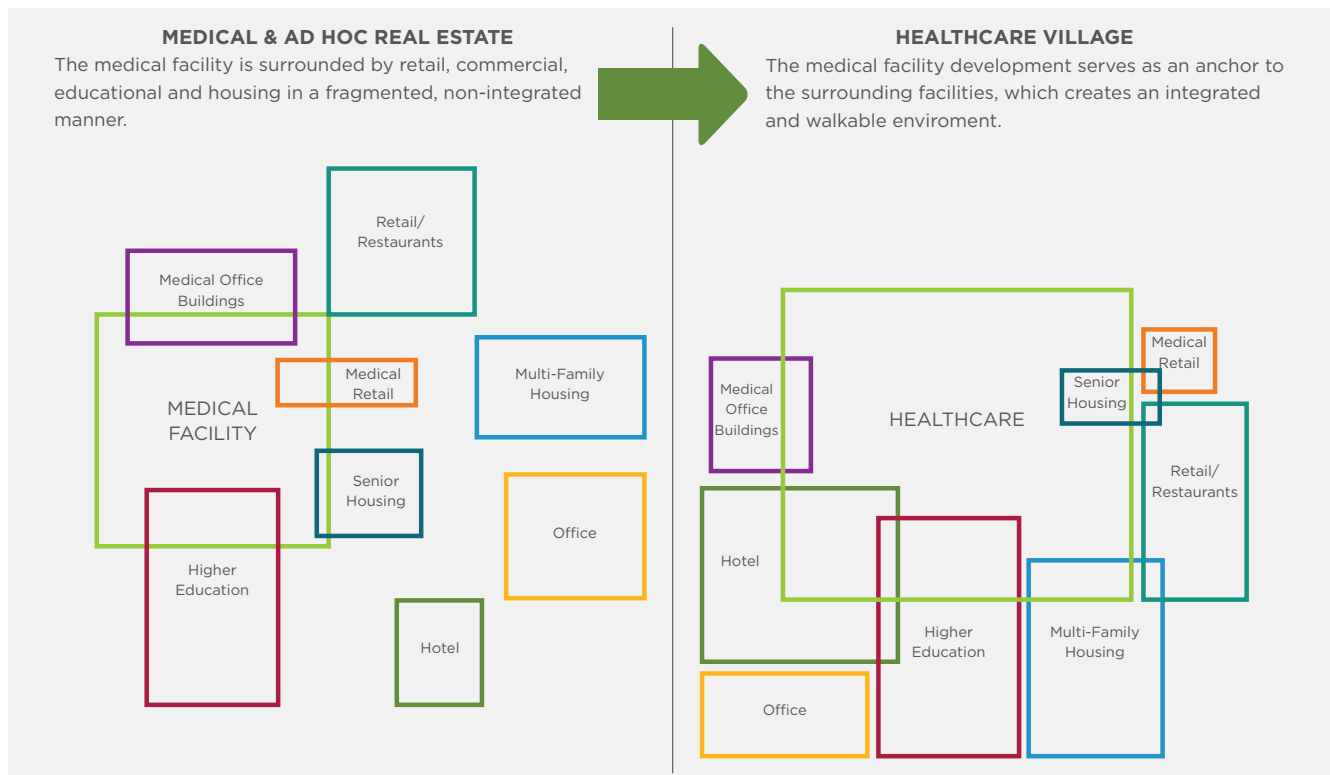 MEDICAL & AD HOC REAL ESTATE
The medical facility is surrounded by retail, commercial,
educational and housing in a fragmented, non-integrated
manner.
Retail/
Restaurants
Medical Office
Buildings
Medical
Retail
Multi-Family
Housing
MEDICAL
FACILITY
Senior
Housing
Office
Higher
Education
Hotel
HEALTHCARE VILLAGE
The medical facility development serves as an anchor to
the surrounding facilities, which creates an integrated
and walkable enviroment.
Medical
Retail
Senior
Housing
Medical
Office
Buildings
HEALTHCARE
Retail/
Restaurants
Hotel
Higher
Education
Multi-Family
Housing
Office